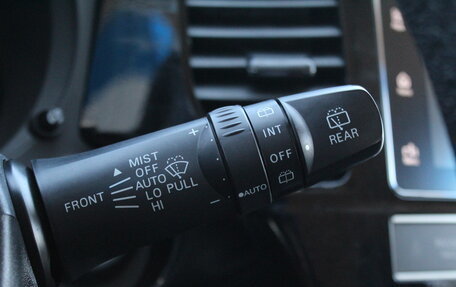 MIST
OFF
AUTO
LO PULL
HI
FRONT
+
−
●AUTO
INT
OFF
REAR